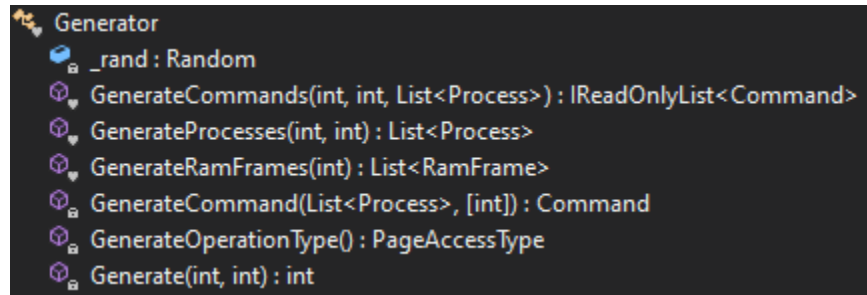 Generator
_rand : Random
GenerateCommands(int, int, List<Process>) : IReadOnlyList<Command>
GenerateProcesses(int, int) : List<Process>
GenerateRamFrames(int) : List<RamFrame>
GenerateCommand(List<Process>, [int]) : Command
GenerateOperationType() : PageAccessType
Generate(int, int) : int